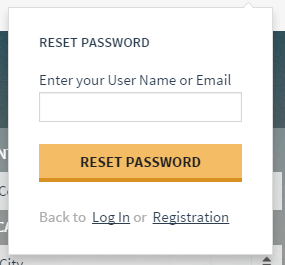 RESET PASSWORD
Enter your User Name or Email
RESET PASSWORD
Back to Log In or Registration
City